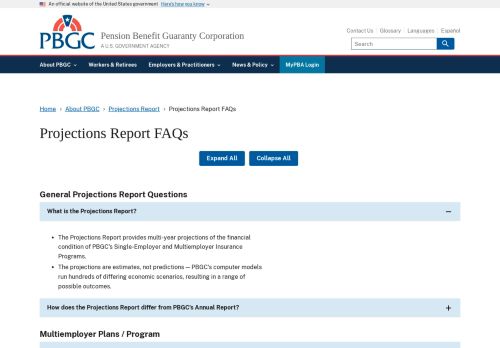 An official website of the United States government Here's how you know
PBGC
Pension Benefit Guaranty Corporation
A U.S. GOVERNMENT AGENCY
Contact Us Glossary Languages Español
Search
About PBGC Workers & Retirees Employers & Practitioners News & Policy MyPBA Login
Home › About PBGC › Projections Report › Projections Report FAQs
Projections Report FAQs
Expand All Collapse All
General Projections Report Questions
What is the Projections Report?
• The Projections Report provides multi-year projections of the financial
condition of PBGC's Single-Employer and Multiemployer Insurance
Programs.
• The projections are estimates, not predictions — PBGC's computer models
run hundreds of differing economic scenarios, resulting in a range of
possible outcomes.
How does the Projections Report differ from PBGC's Annual Report?
Multiemployer Plans / Program